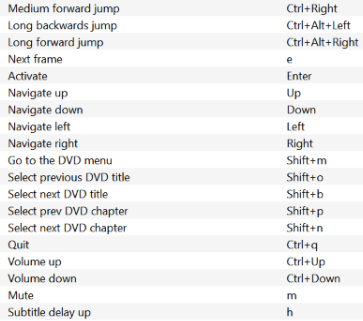 Medium forward jump Ctrl+Right
Long backwards jump Ctrl+Alt+Left
Long forward jump Ctrl+Alt+Right
Next frame e
Activate Enter
Navigate up Up
Navigate down Down
Navigate left Left
Navigate right Right
Go to the DVD menu Shift+m
Select previous DVD title Shift+o
Select next DVD title Shift+b
Select prev DVD chapter Shift+p
Select next DVD chapter Shift+n
Quit Ctrl+q
Volume up Ctrl+Up
Volume down Ctrl+Down
Mute m
Subtitle delay up h